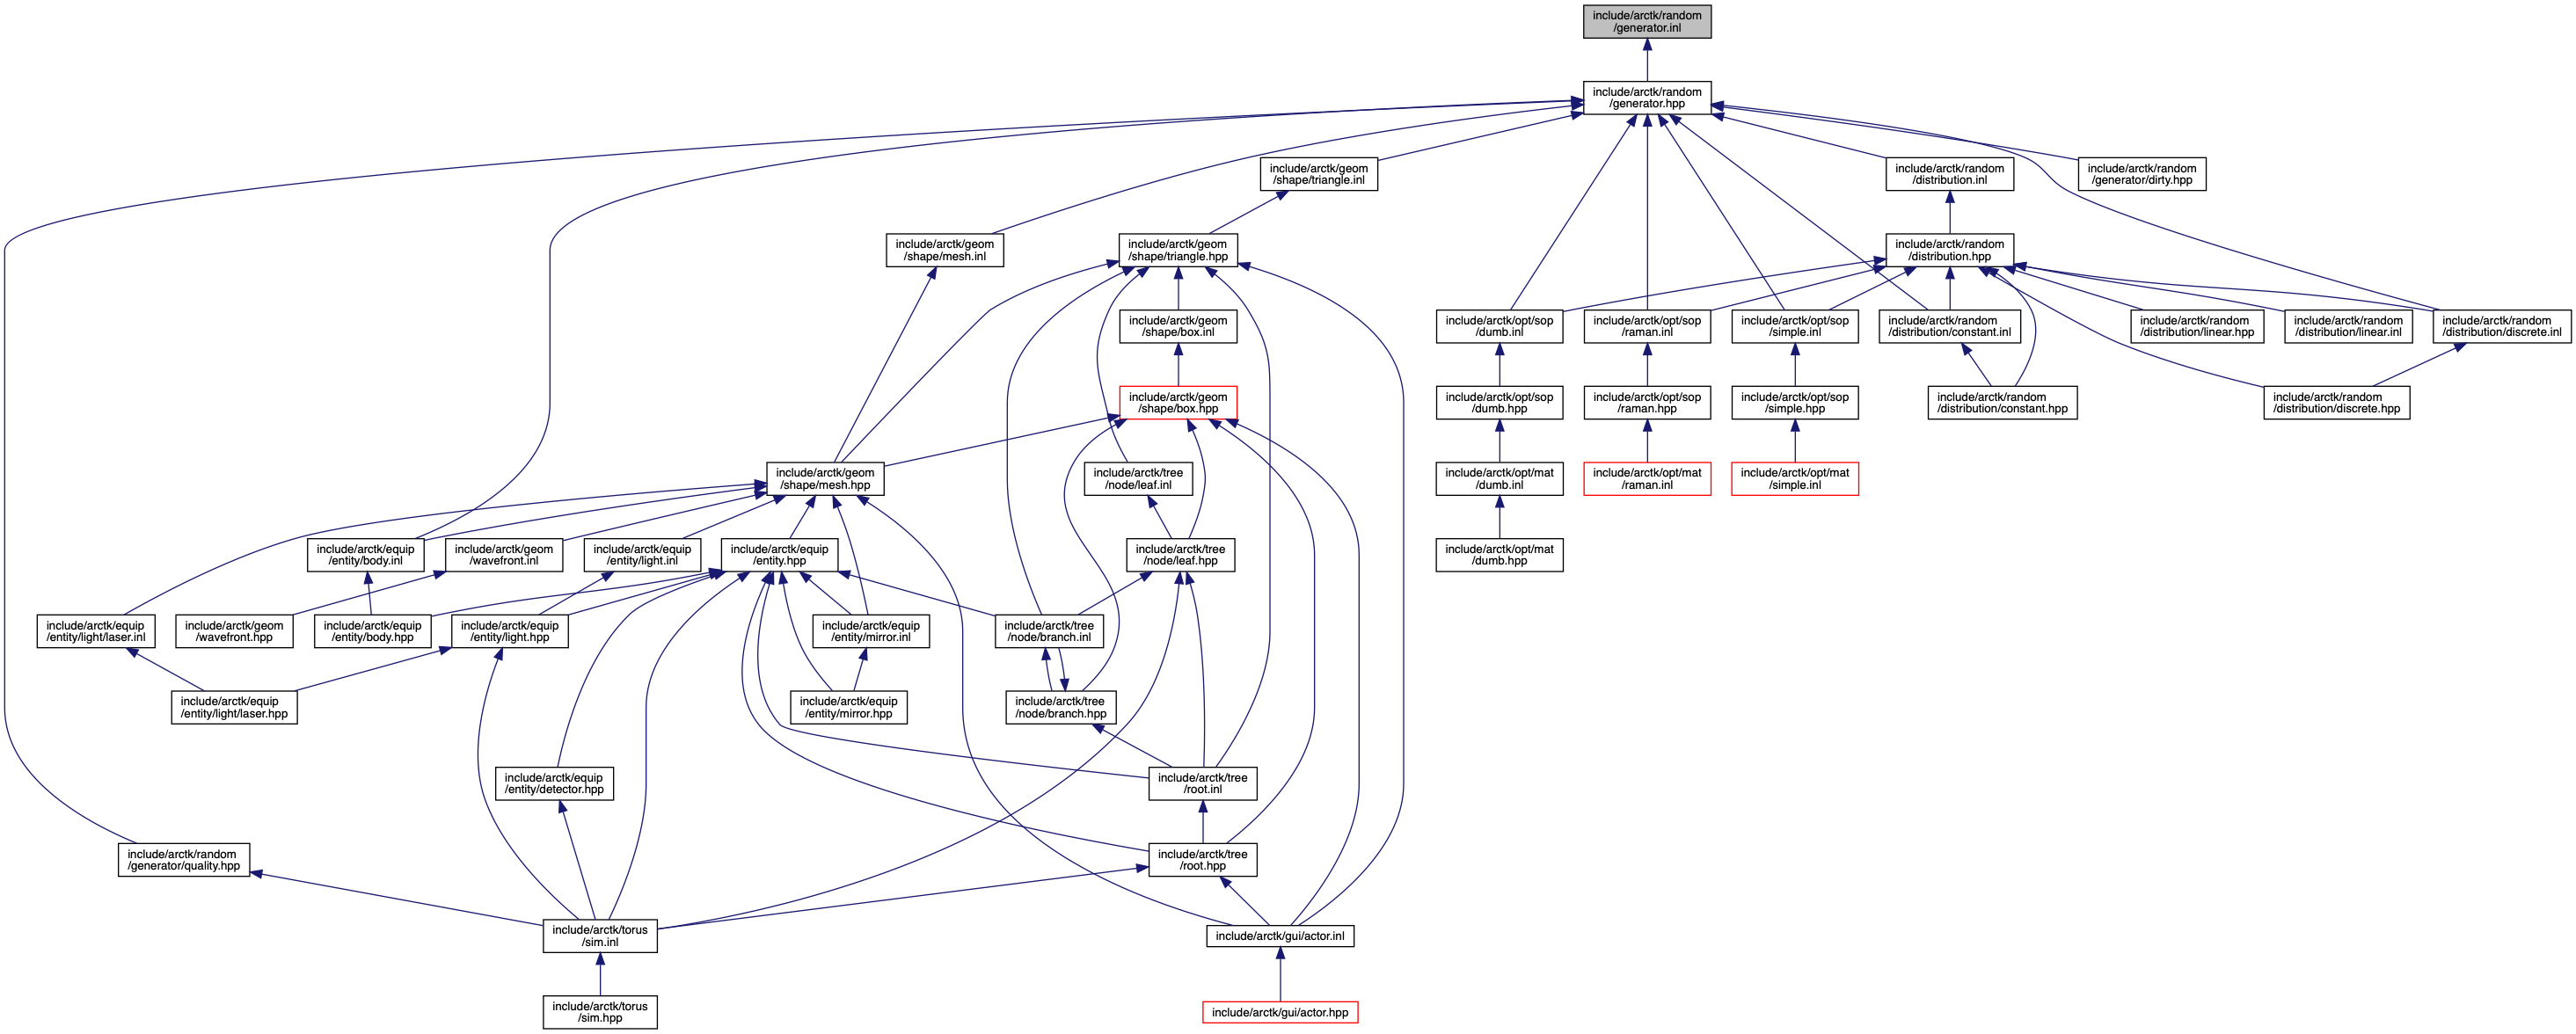 include/arctk/random
/generator.inl
include/arctk/random
/generator.hpp
include/arctk/geom
/shape/triangle.inl
include/arctk/random
/distribution.inl
include/arctk/random
/generator/dirty.hpp
include/arctk/geom
/shape/mesh.inl
include/arctk/geom
/shape/triangle.hpp
include/arctk/random
/distribution.hpp
include/arctk/geom
/shape/box.inl
include/arctk/opt/sop
/dumb.inl
include/arctk/opt/sop
/raman.inl
include/arctk/opt/sop
/simple.inl
include/arctk/random
/distribution/constant.inl
include/arctk/random
/distribution/linear.hpp
include/arctk/random
/distribution/linear.inl
include/arctk/random
/distribution/discrete.inl
include/arctk/geom
/shape/box.hpp
include/arctk/opt/sop
/dumb.hpp
include/arctk/opt/sop
/raman.hpp
include/arctk/opt/sop
/simple.hpp
include/arctk/random
/distribution/constant.hpp
include/arctk/random
/distribution/discrete.hpp
include/arctk/geom
/shape/mesh.hpp
include/arctk/tree
/node/leaf.inl
include/arctk/opt/mat
/dumb.inl
include/arctk/opt/mat
/raman.inl
include/arctk/opt/mat
/simple.inl
include/arctk/equip
/entity/body.inl
include/arctk/geom
/wavefront.inl
include/arctk/equip
/entity/light.inl
include/arctk/equip
/entity.hpp
include/arctk/tree
/node/leaf.hpp
include/arctk/opt/mat
/dumb.hpp
include/arctk/equip
/entity/light/laser.inl
include/arctk/geom
/wavefront.hpp
include/arctk/equip
/entity/body.hpp
include/arctk/equip
/entity/light.hpp
include/arctk/equip
/entity/mirror.inl
include/arctk/tree
/node/branch.inl
include/arctk/equip
/entity/light/laser.hpp
include/arctk/equip
/entity/mirror.hpp
include/arctk/tree
/node/branch.hpp
include/arctk/equip
/entity/detector.hpp
include/arctk/tree
/root.inl
include/arctk/random
/generator/quality.hpp
include/arctk/tree
/root.hpp
include/arctk/torus
/sim.inl
include/arctk/gui/actor.inl
include/arctk/torus
/sim.hpp
include/arctk/gui/actor.hpp